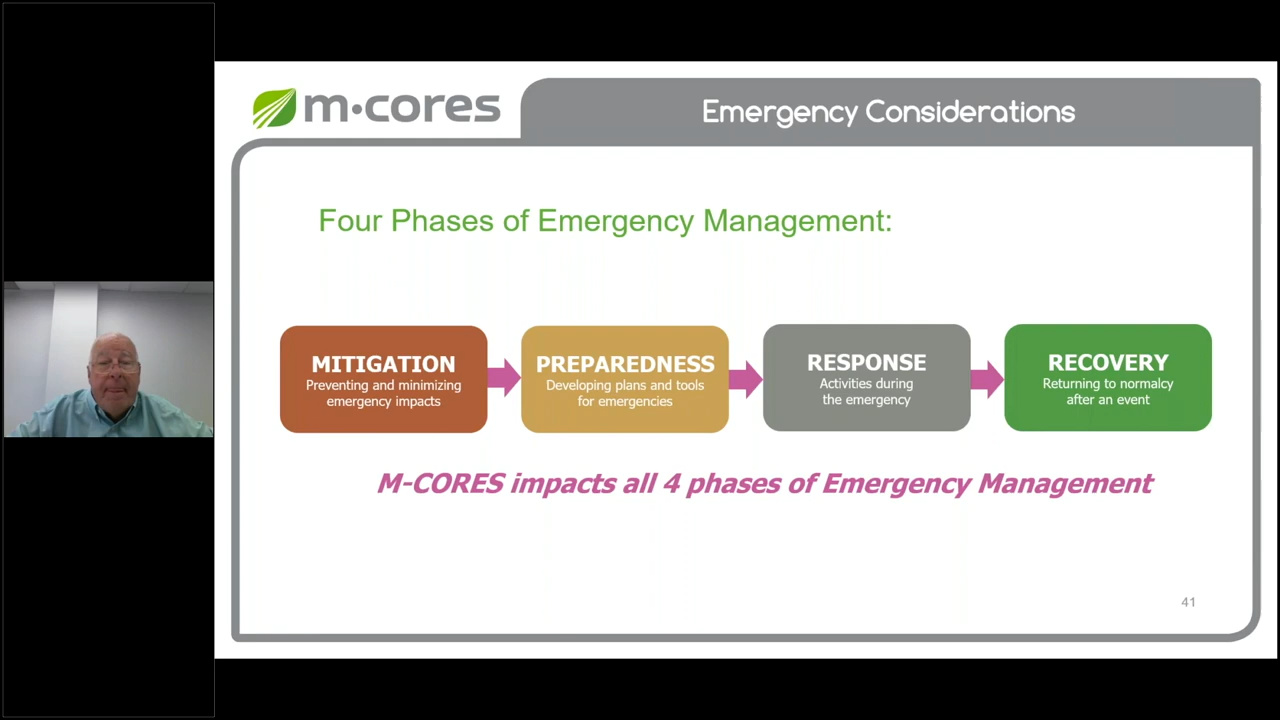 m·cores
Emergency Considerations
Four Phases of Emergency Management:
MITIGATION
Preventing and minimizing
emergency impacts
PREPAREDNESS
Developing plans and tools
for emergencies
RESPONSE
Activities during
the emergency
RECOVERY
Returning to normalcy
after an event
M-CORES impacts all 4 phases of Emergency Management
41